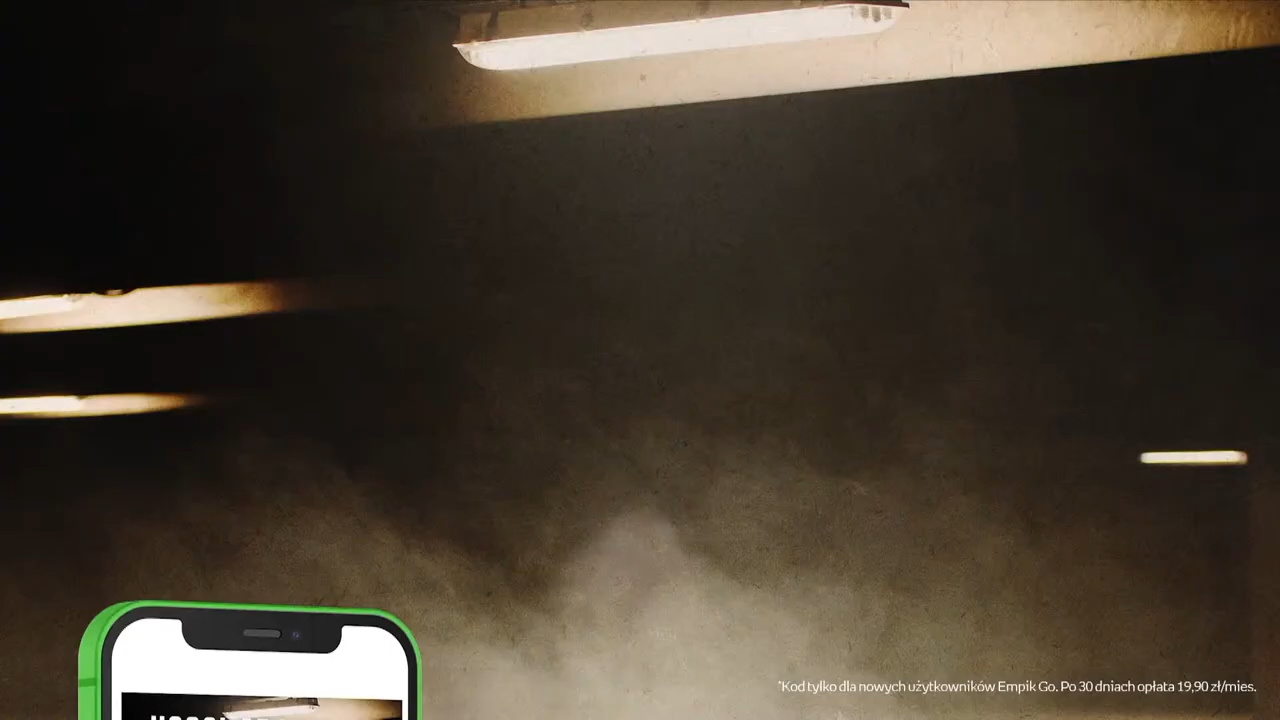 *Kod tylko dla nowych użytkowników Empik Go. Po 30 dniach opłata 19,90 zł/mies.